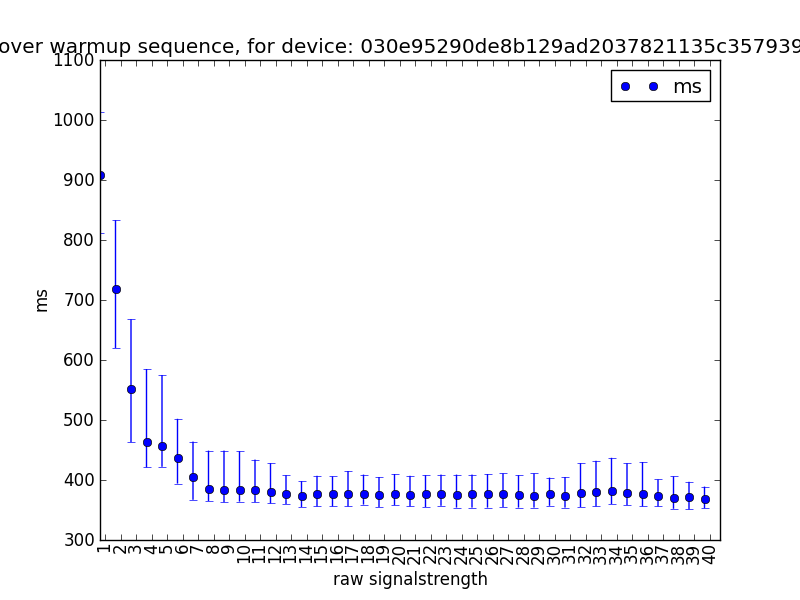 over warmup sequence, for device: 030e95290de8b129ad2037821135c357939
1100
1000
900
800
700
600
500
400
300
ms
ms
1 2 3 4 5 6 7 8 9 10 11 12 13 14 15 16 17 18 19 20 21 22 23 24 25 26 27 28 29 30 31 32 33 34 35 36 37 38 39 40
raw signalstrength